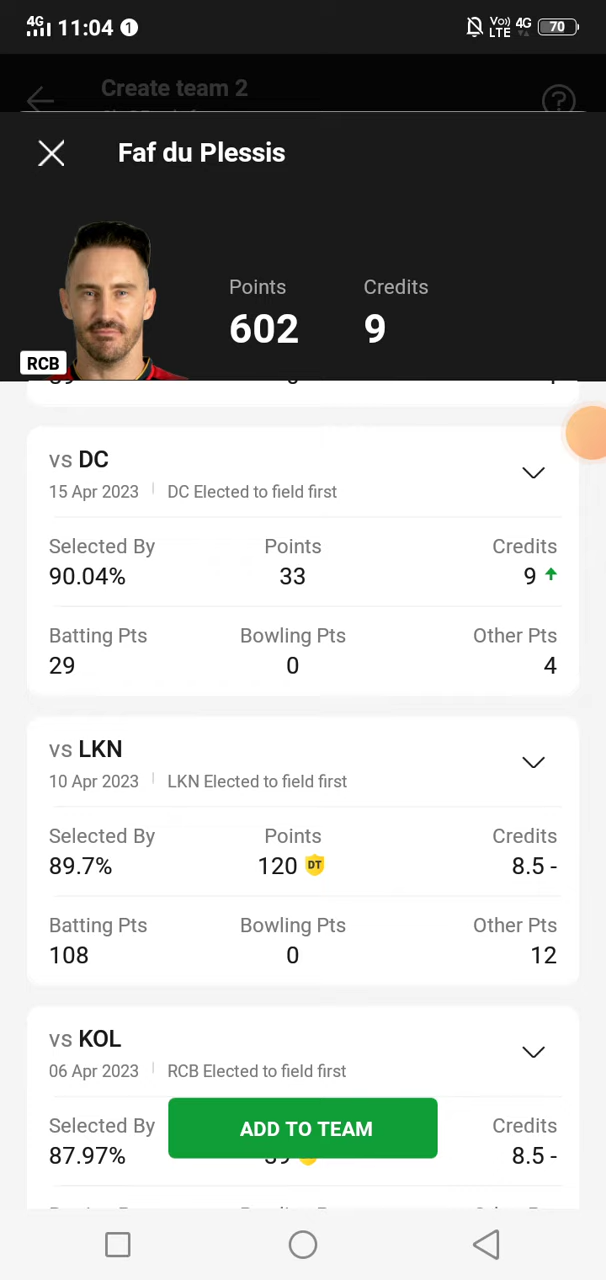 4G 11:04 1 Vo) LTE 4G 70
Create team 2
Faf du Plessis
Points Credits
602 9
RCB
vs DC
15 Apr 2023 DC Elected to field first
Selected By Points Credits
90.04% 33 9
Batting Pts Bowling Pts Other Pts
29 0 4
vs LKN
10 Apr 2023 LKN Elected to field first
Selected By Points Credits
89.7% 120 DT 8.5 -
Batting Pts Bowling Pts Other Pts
108 0 12
vs KOL
06 Apr 2023 RCB Elected to field first
Selected By ADD TO TEAM Credits
87.97% 8.5 -